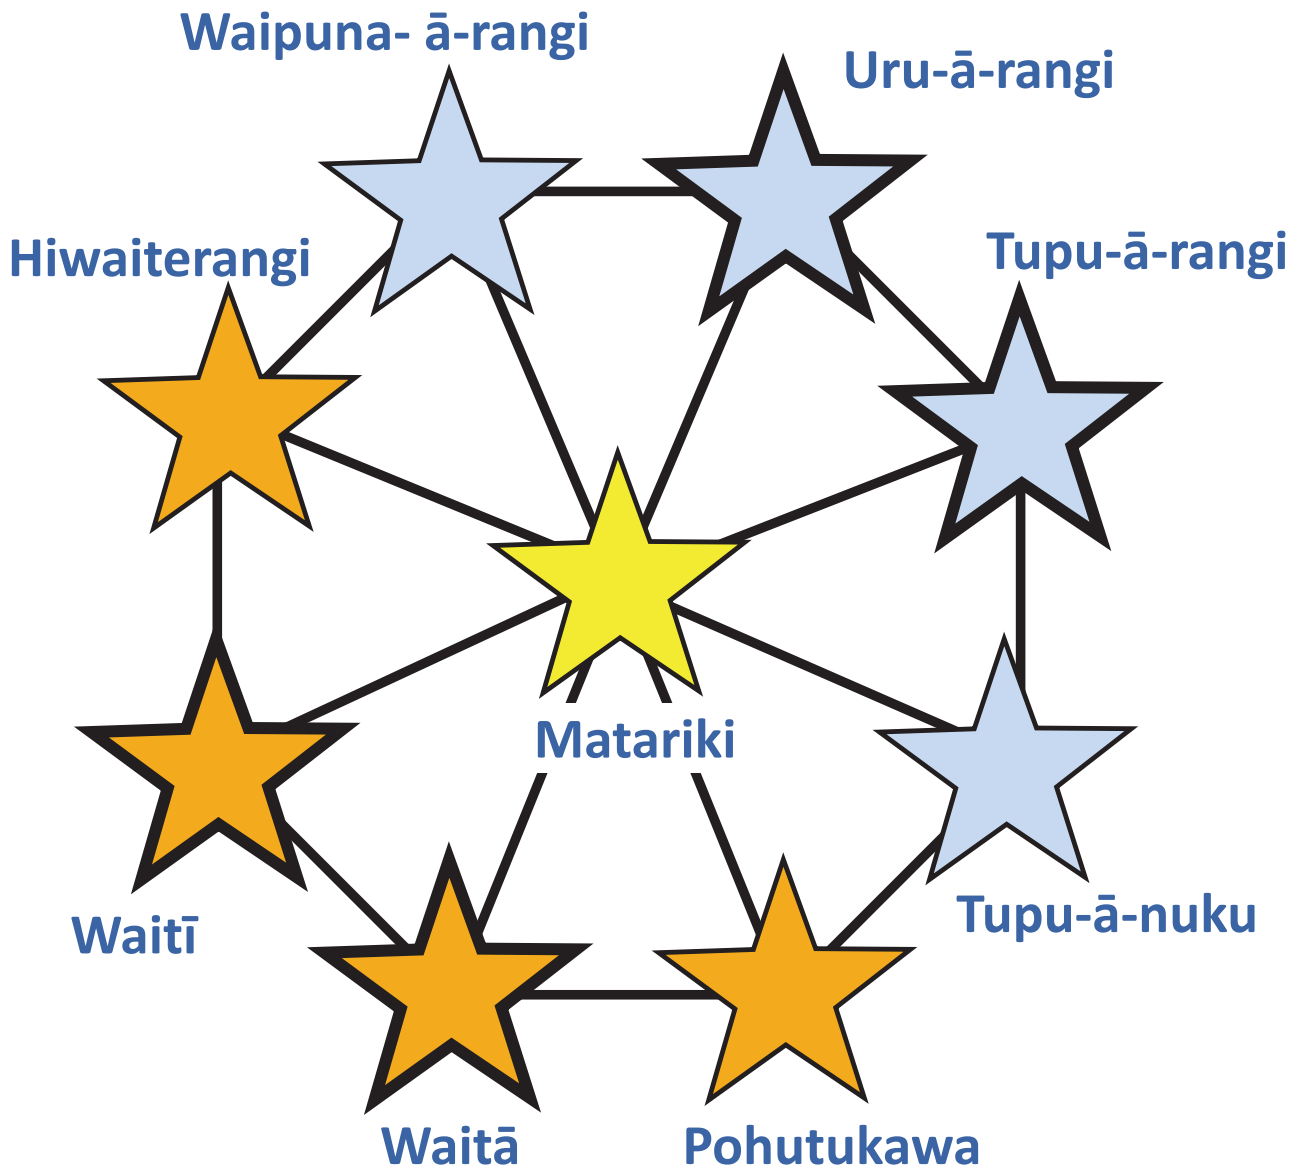 Waipuna- ā-rangi
Uru-ā-rangi
Hiwaiterangi
Tupu-ā-rangi
Matariki
Waitī
Tupu-ā-nuku
Waitā
Pohutukawa